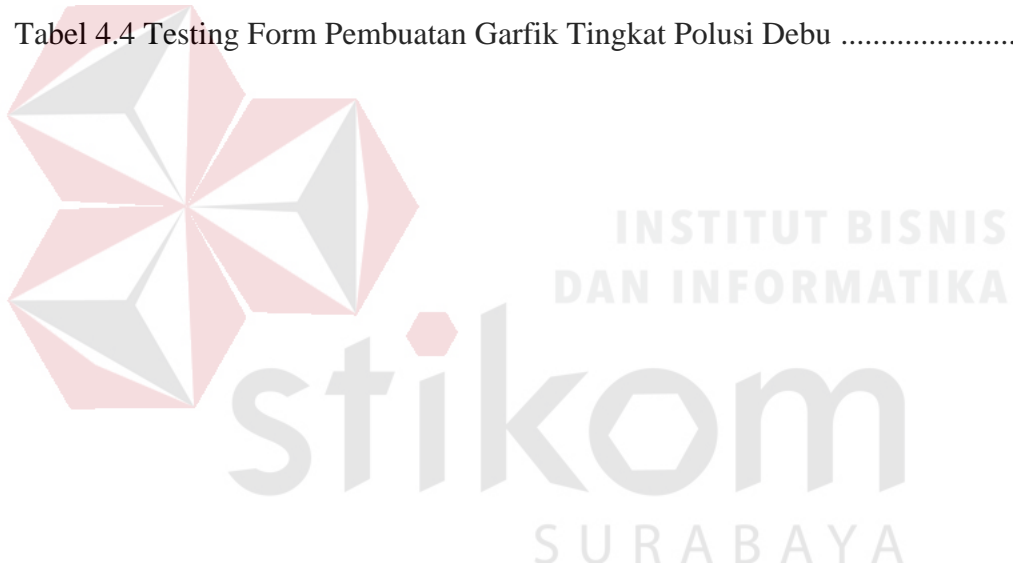 Tabel 4.4 Testing Form Pembuatan Garfik Tingkat Polusi Debu ....................
INSTITUT BISNIS
DAN INFORMATIKA
stikom
SURABAYA